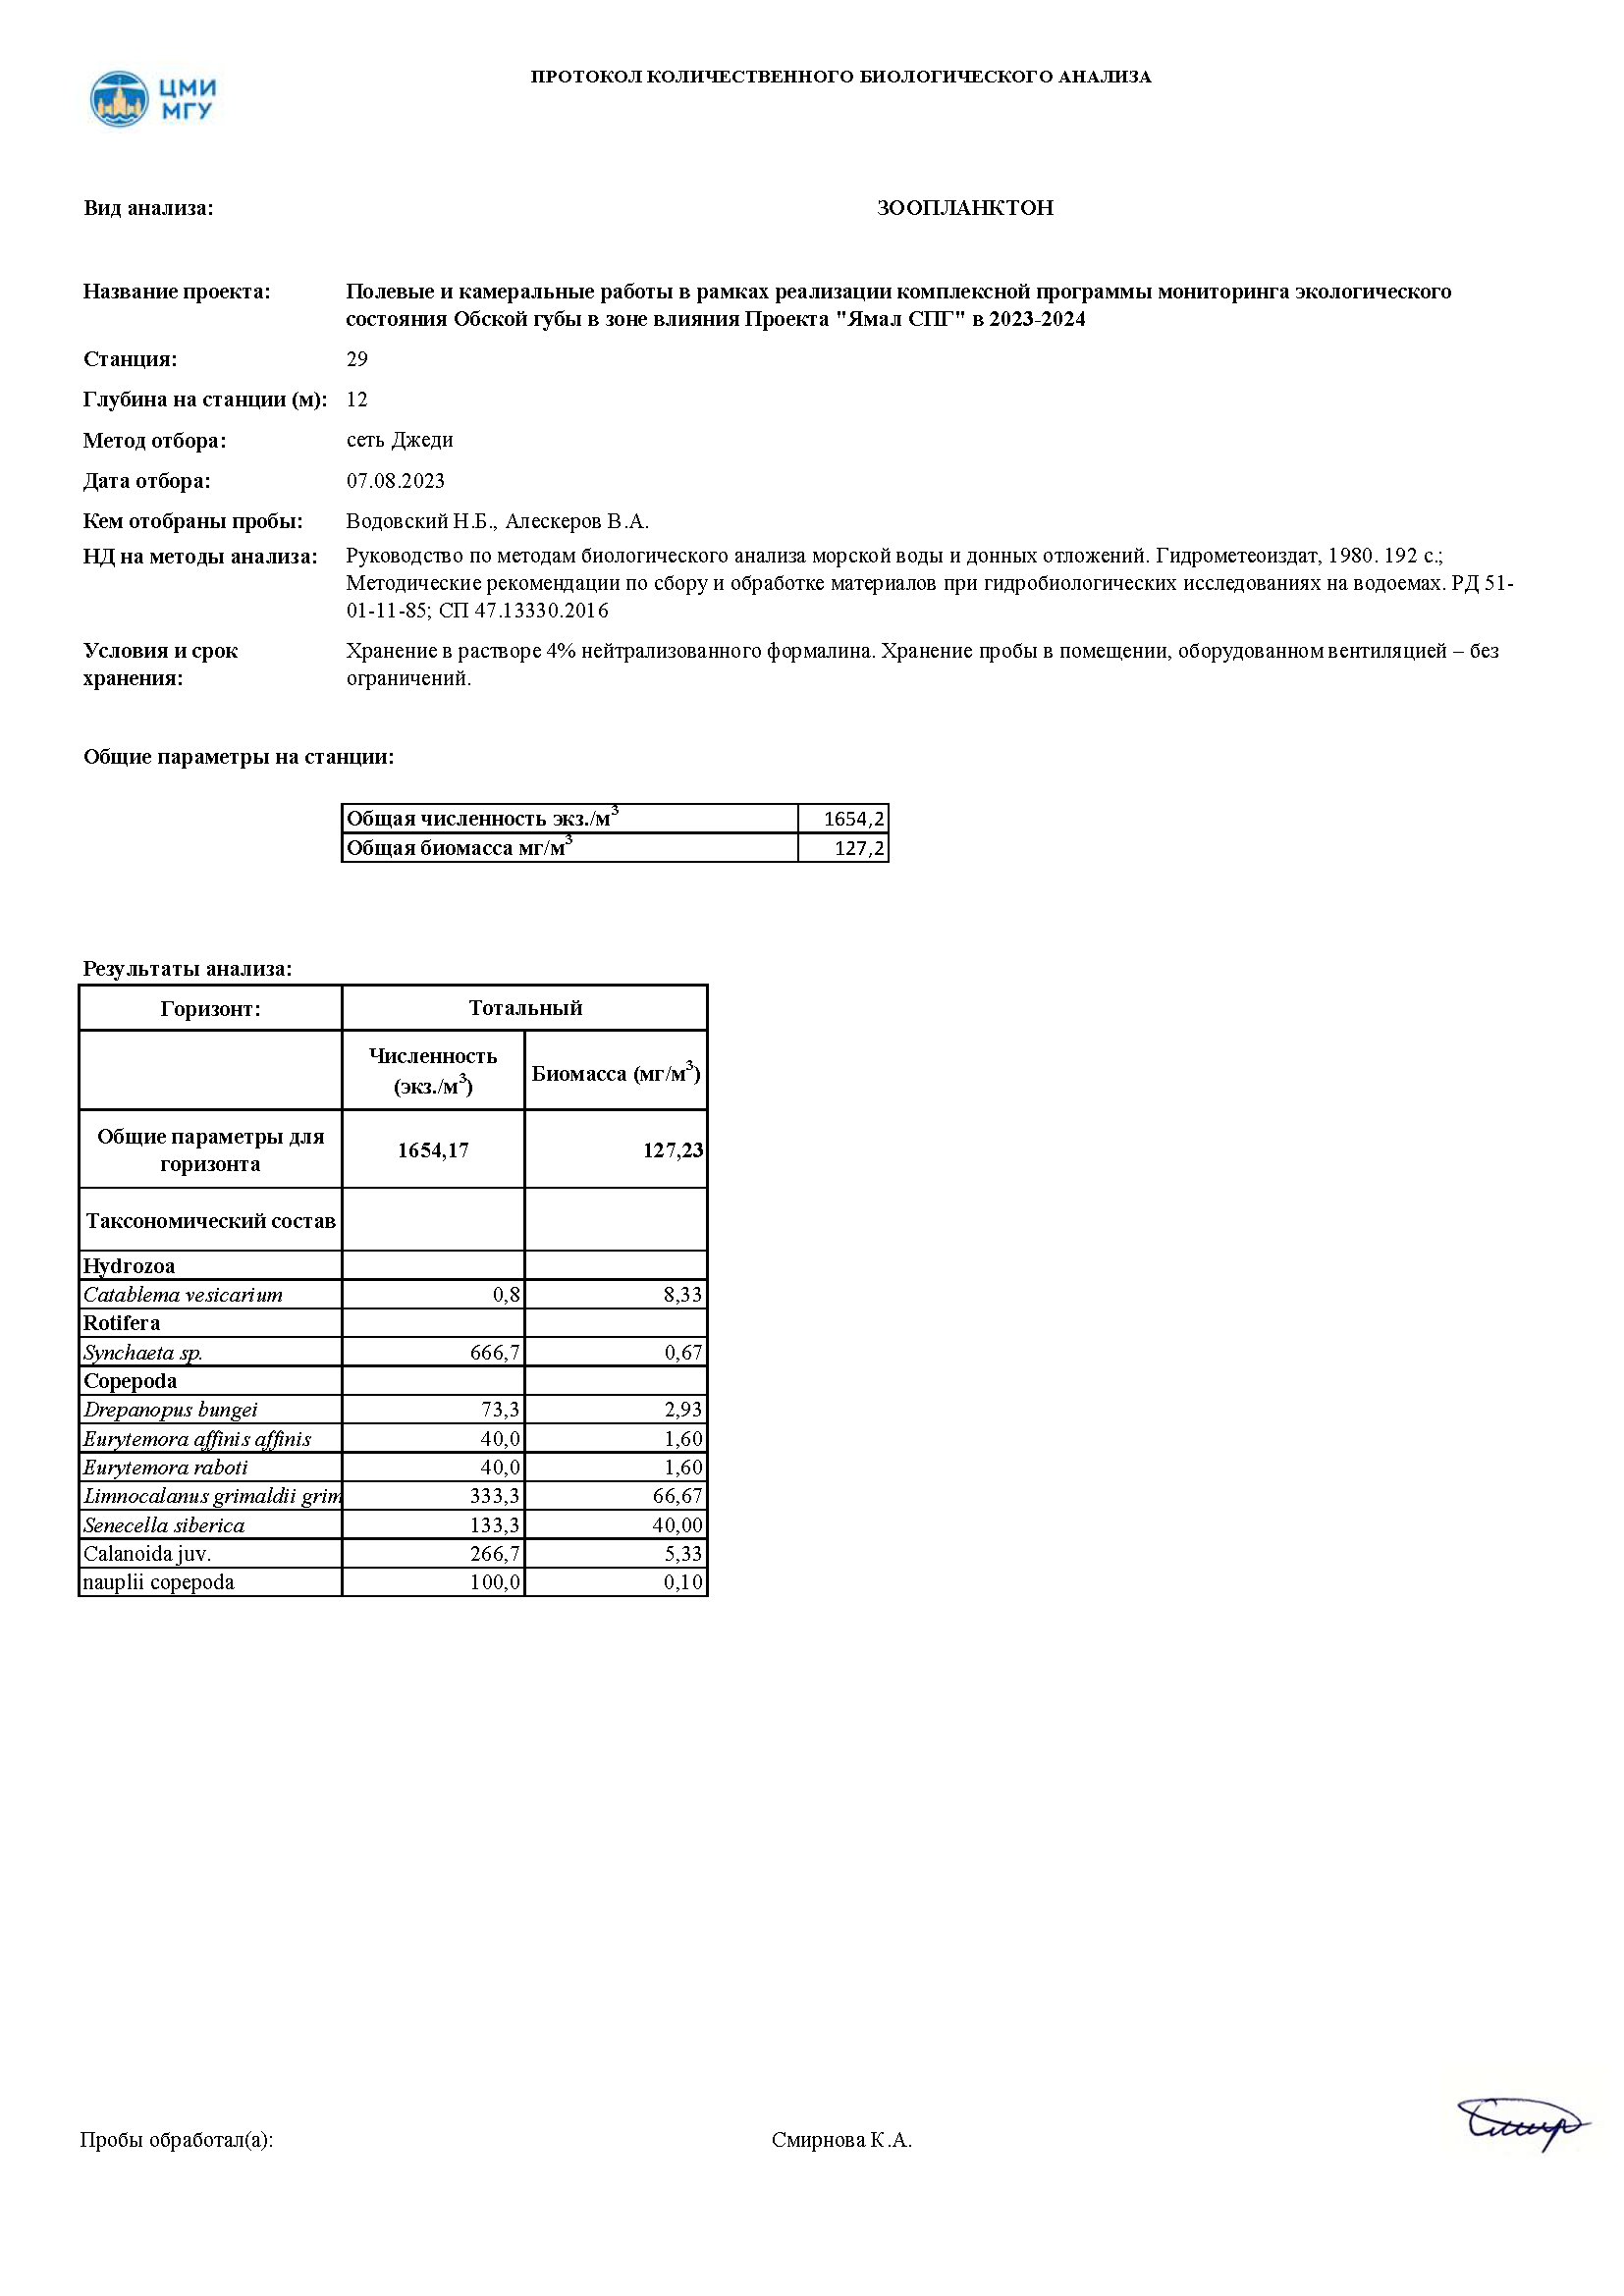 ЦМИ
МГУ
ПРОТОКОЛ КОЛИЧЕСТВЕННОГО БИОЛОГИЧЕСКОГО АНАЛИЗА
Вид анализа: ЗООПЛАНКТОН
Название проекта: Полевые и камеральные работы в рамках реализации комплексной программы мониторинга экологического
состояния Обской губы в зоне влияния Проекта "Ямал СПГ" в 2023-2024
Станция: 29
Глубина на станции (м): 12
Метод отбора: сеть Джеди
Дата отбора: 07.08.2023
Кем отобраны пробы: Водовский Н.Б., Алескеров В.А.
НД на методы анализа: Руководство по методам биологического анализа морской воды и донных отложений. Гидрометеоиздат, 1980. 192 с.;
Методические рекомендации по сбору и обработке материалов при гидробиологических исследованиях на водоемах. РД 51-
01-11-85; СП 47.13330.2016
Условия и срок Хранение в растворе 4% нейтрализованного формалина. Хранение пробы в помещении, оборудованном вентиляцией – без
хранения: ограничений.
Общие параметры на станции:
Общая численность экз./м³ 1654,2
Общая биомасса мг/м³ 127,2
Результаты анализа:
Горизонт: Тотальный
Численность
(экз./м³) Биомасса (мг/м³)
Общие параметры для
горизонта 1654,17 127,23
Таксономический состав
Hydrozoa
Catablema vesicarium 0,8 8,33
Rotifera
Synchaeta sp. 666,7 0,67
Copepoda
Drepanopus bungei 73,3 2,93
Eurytemora affinis affinis 40,0 1,60
Eurytemora raboti 40,0 1,60
Limnocalanus grimaldii grim 333,3 66,67
Senecella siberica 133,3 40,00
Calanoida juv. 266,7 5,33
nauplii copepoda 100,0 0,10
Пробы обработал(а): Смирнова К.А.